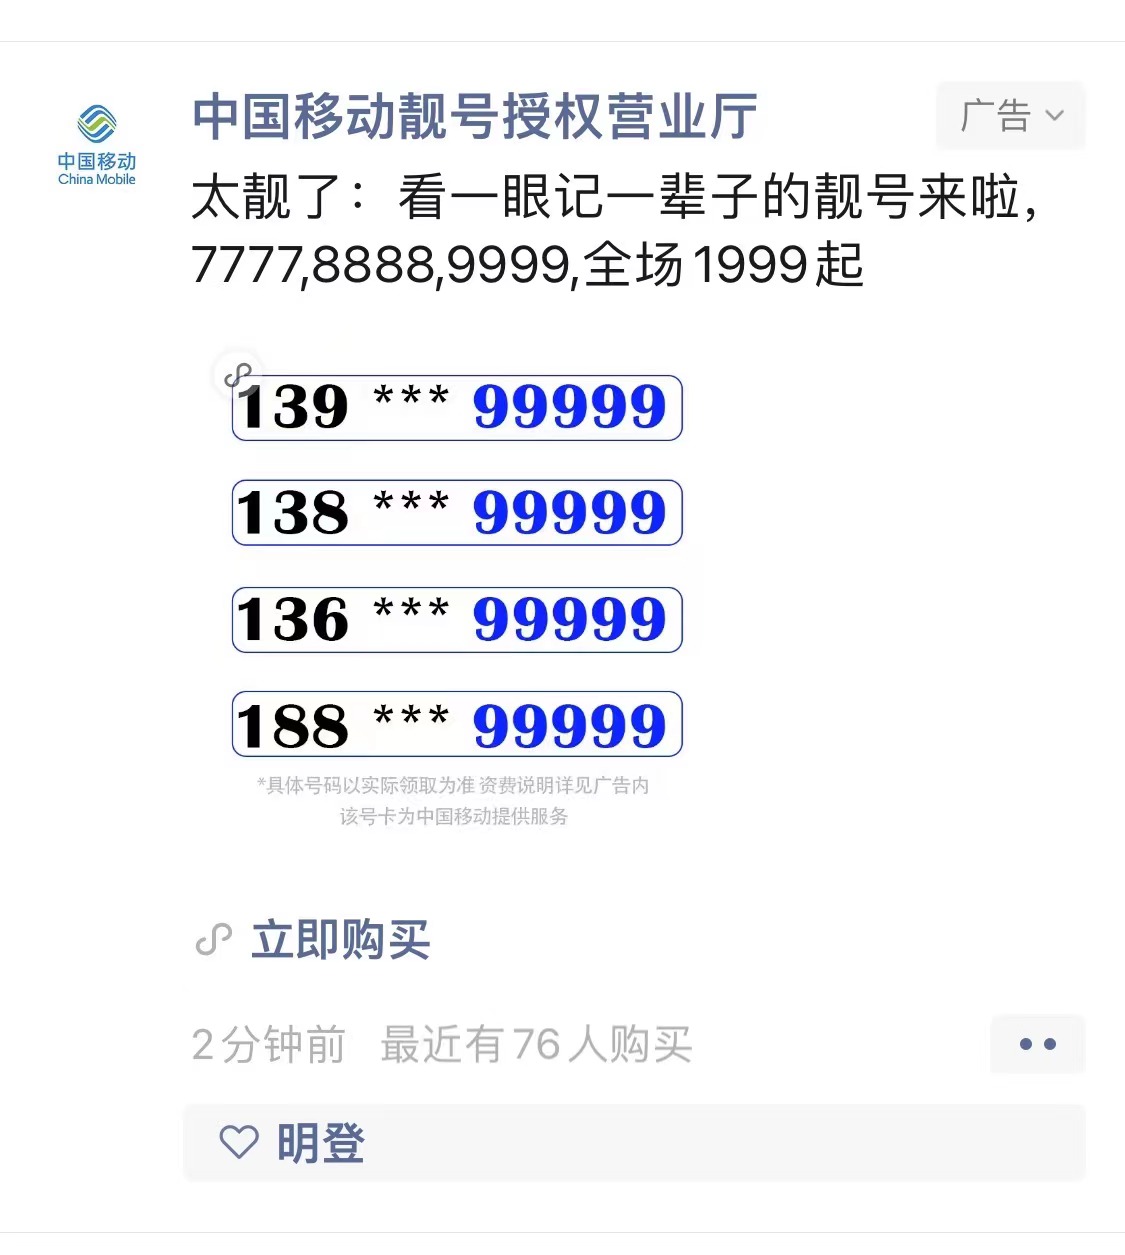 中国移动靓号授权营业厅
广告
中国移动
China Mobile
太靓了：看一眼记一辈子的靓号来啦，
7777,8888,9999,全场1999起
139 *** 99999
138 *** 99999
136 *** 99999
188 *** 99999
*具体号码以实际领取为准 资费说明详见广告内
该号卡为中国移动提供服务
立即购买
2分钟前 最近有76人购买
明登